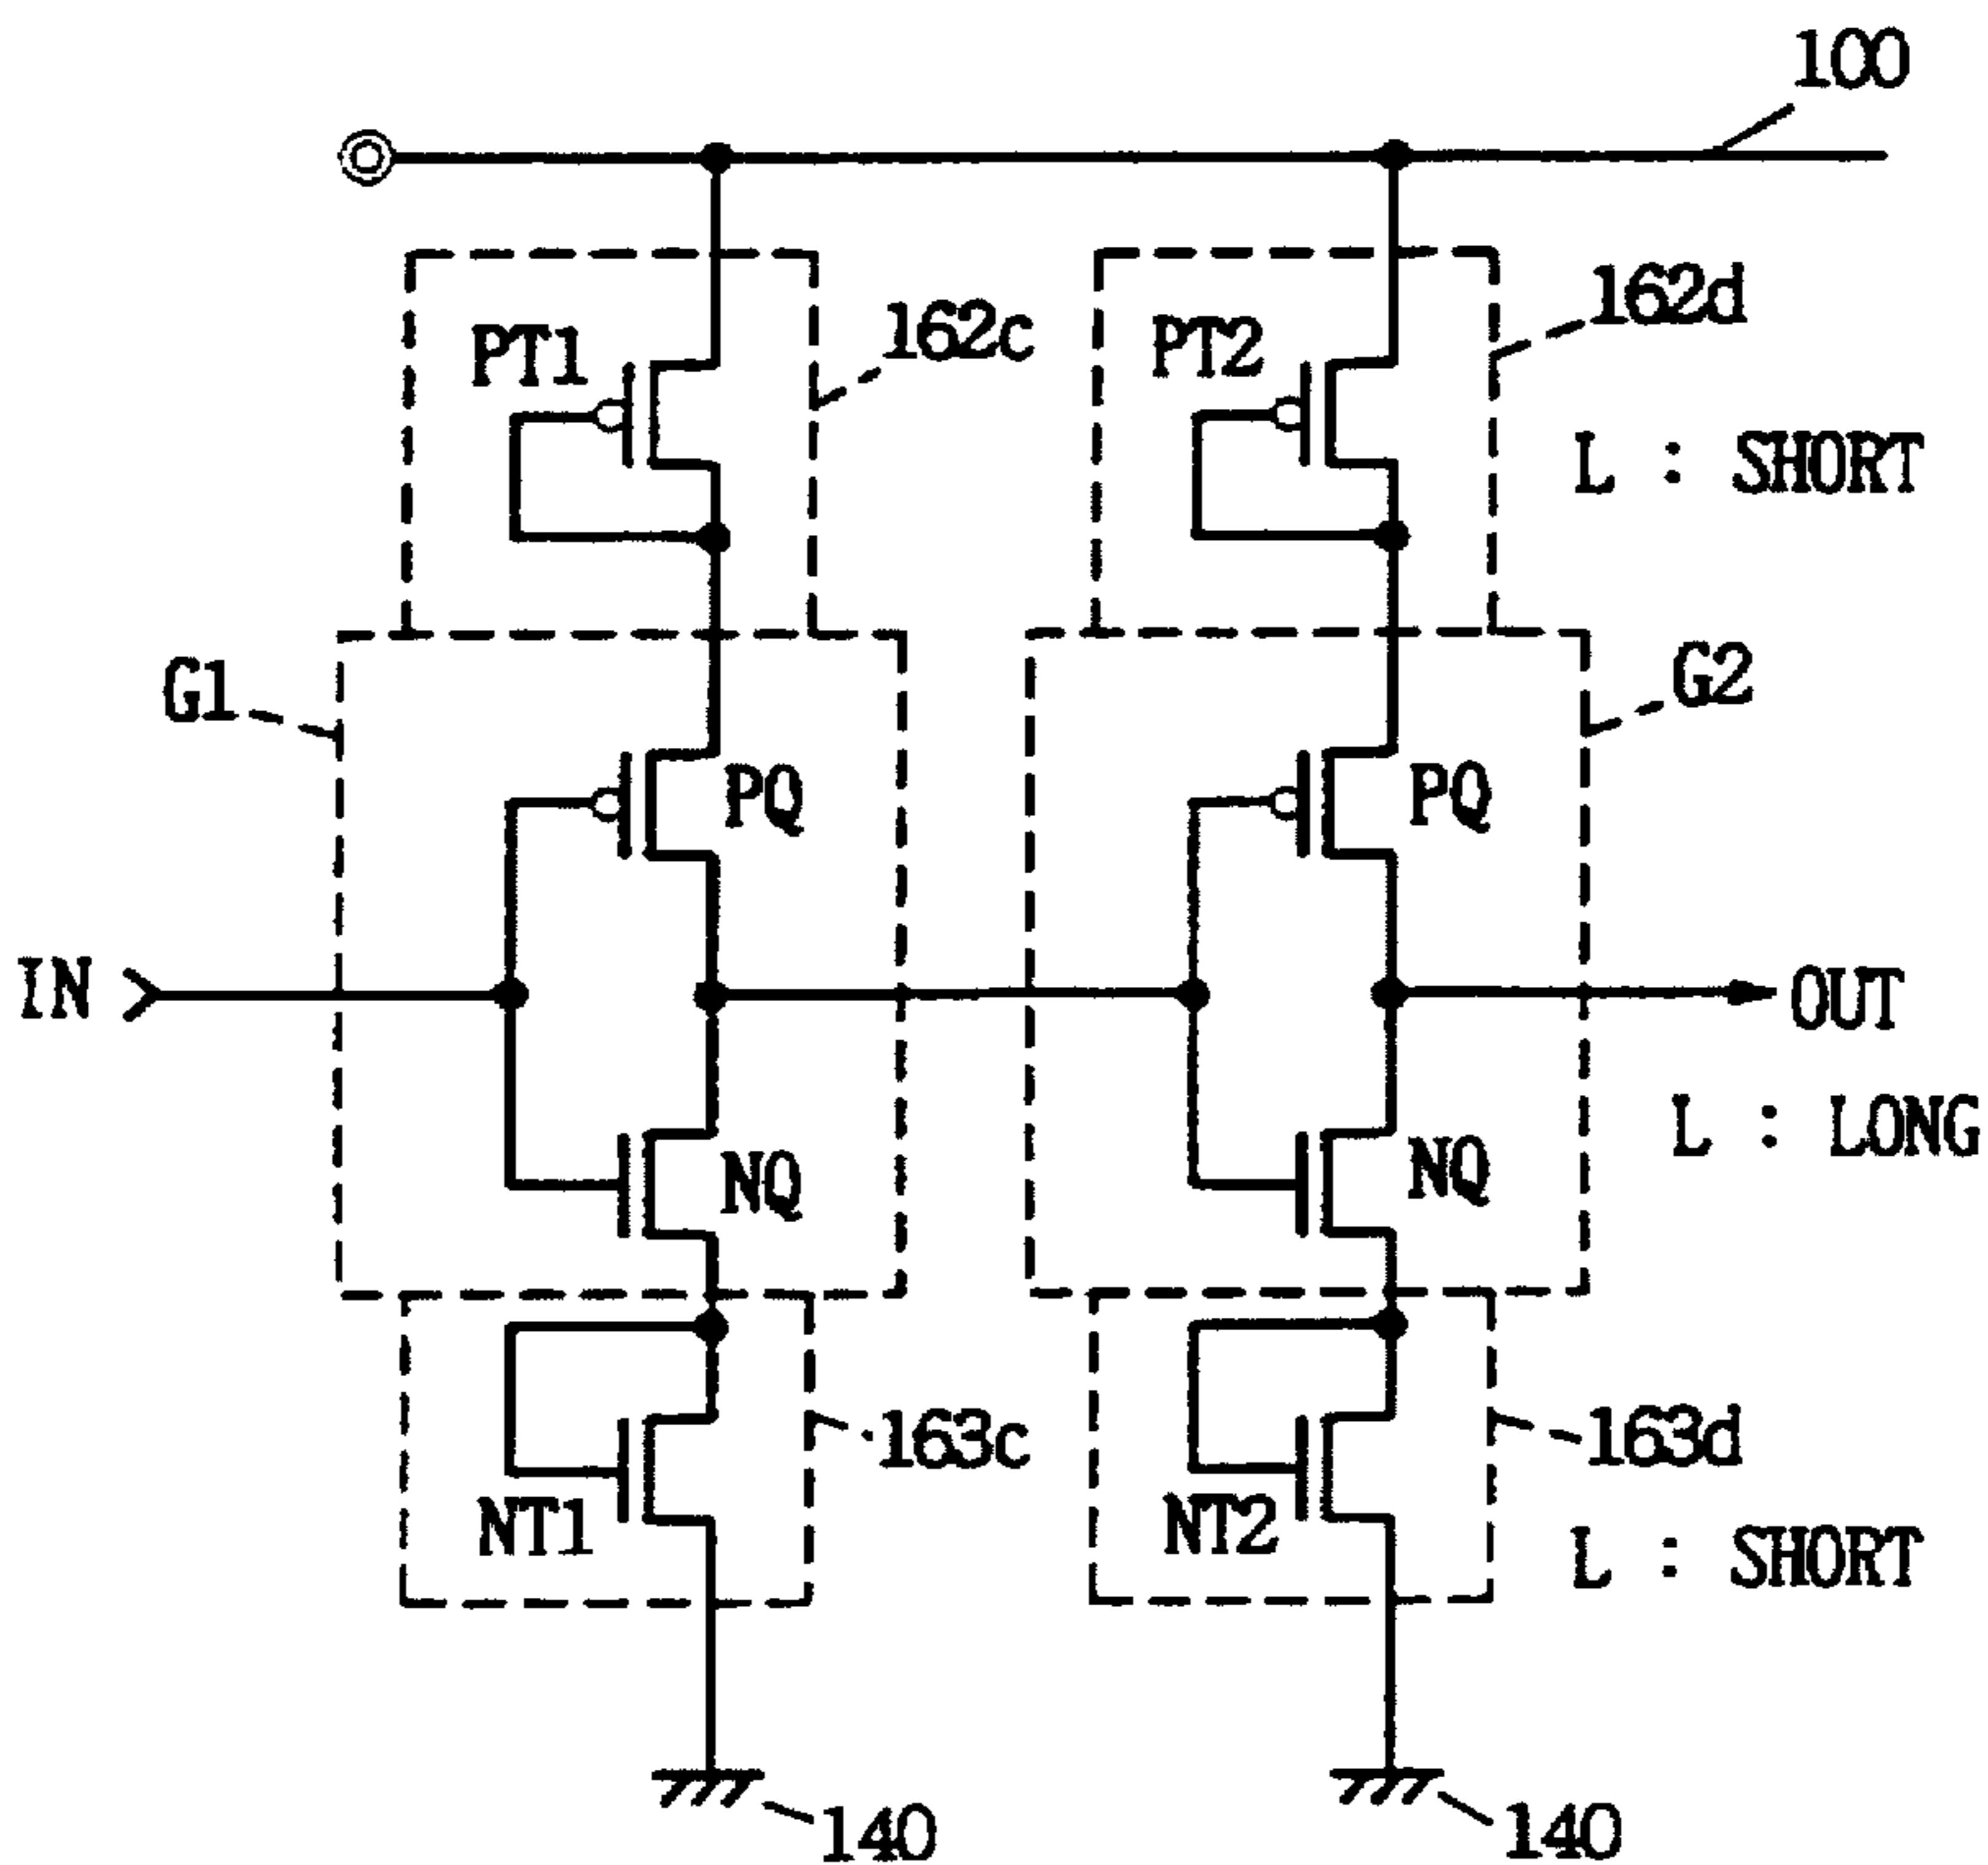 100
162d
162c
PT1
PT2
L : SHORT
G1
G2
PQ
PQ
IN
OUT
L : LONG
NQ
NQ
163c
163d
NT1
NT2
L : SHORT
140
140